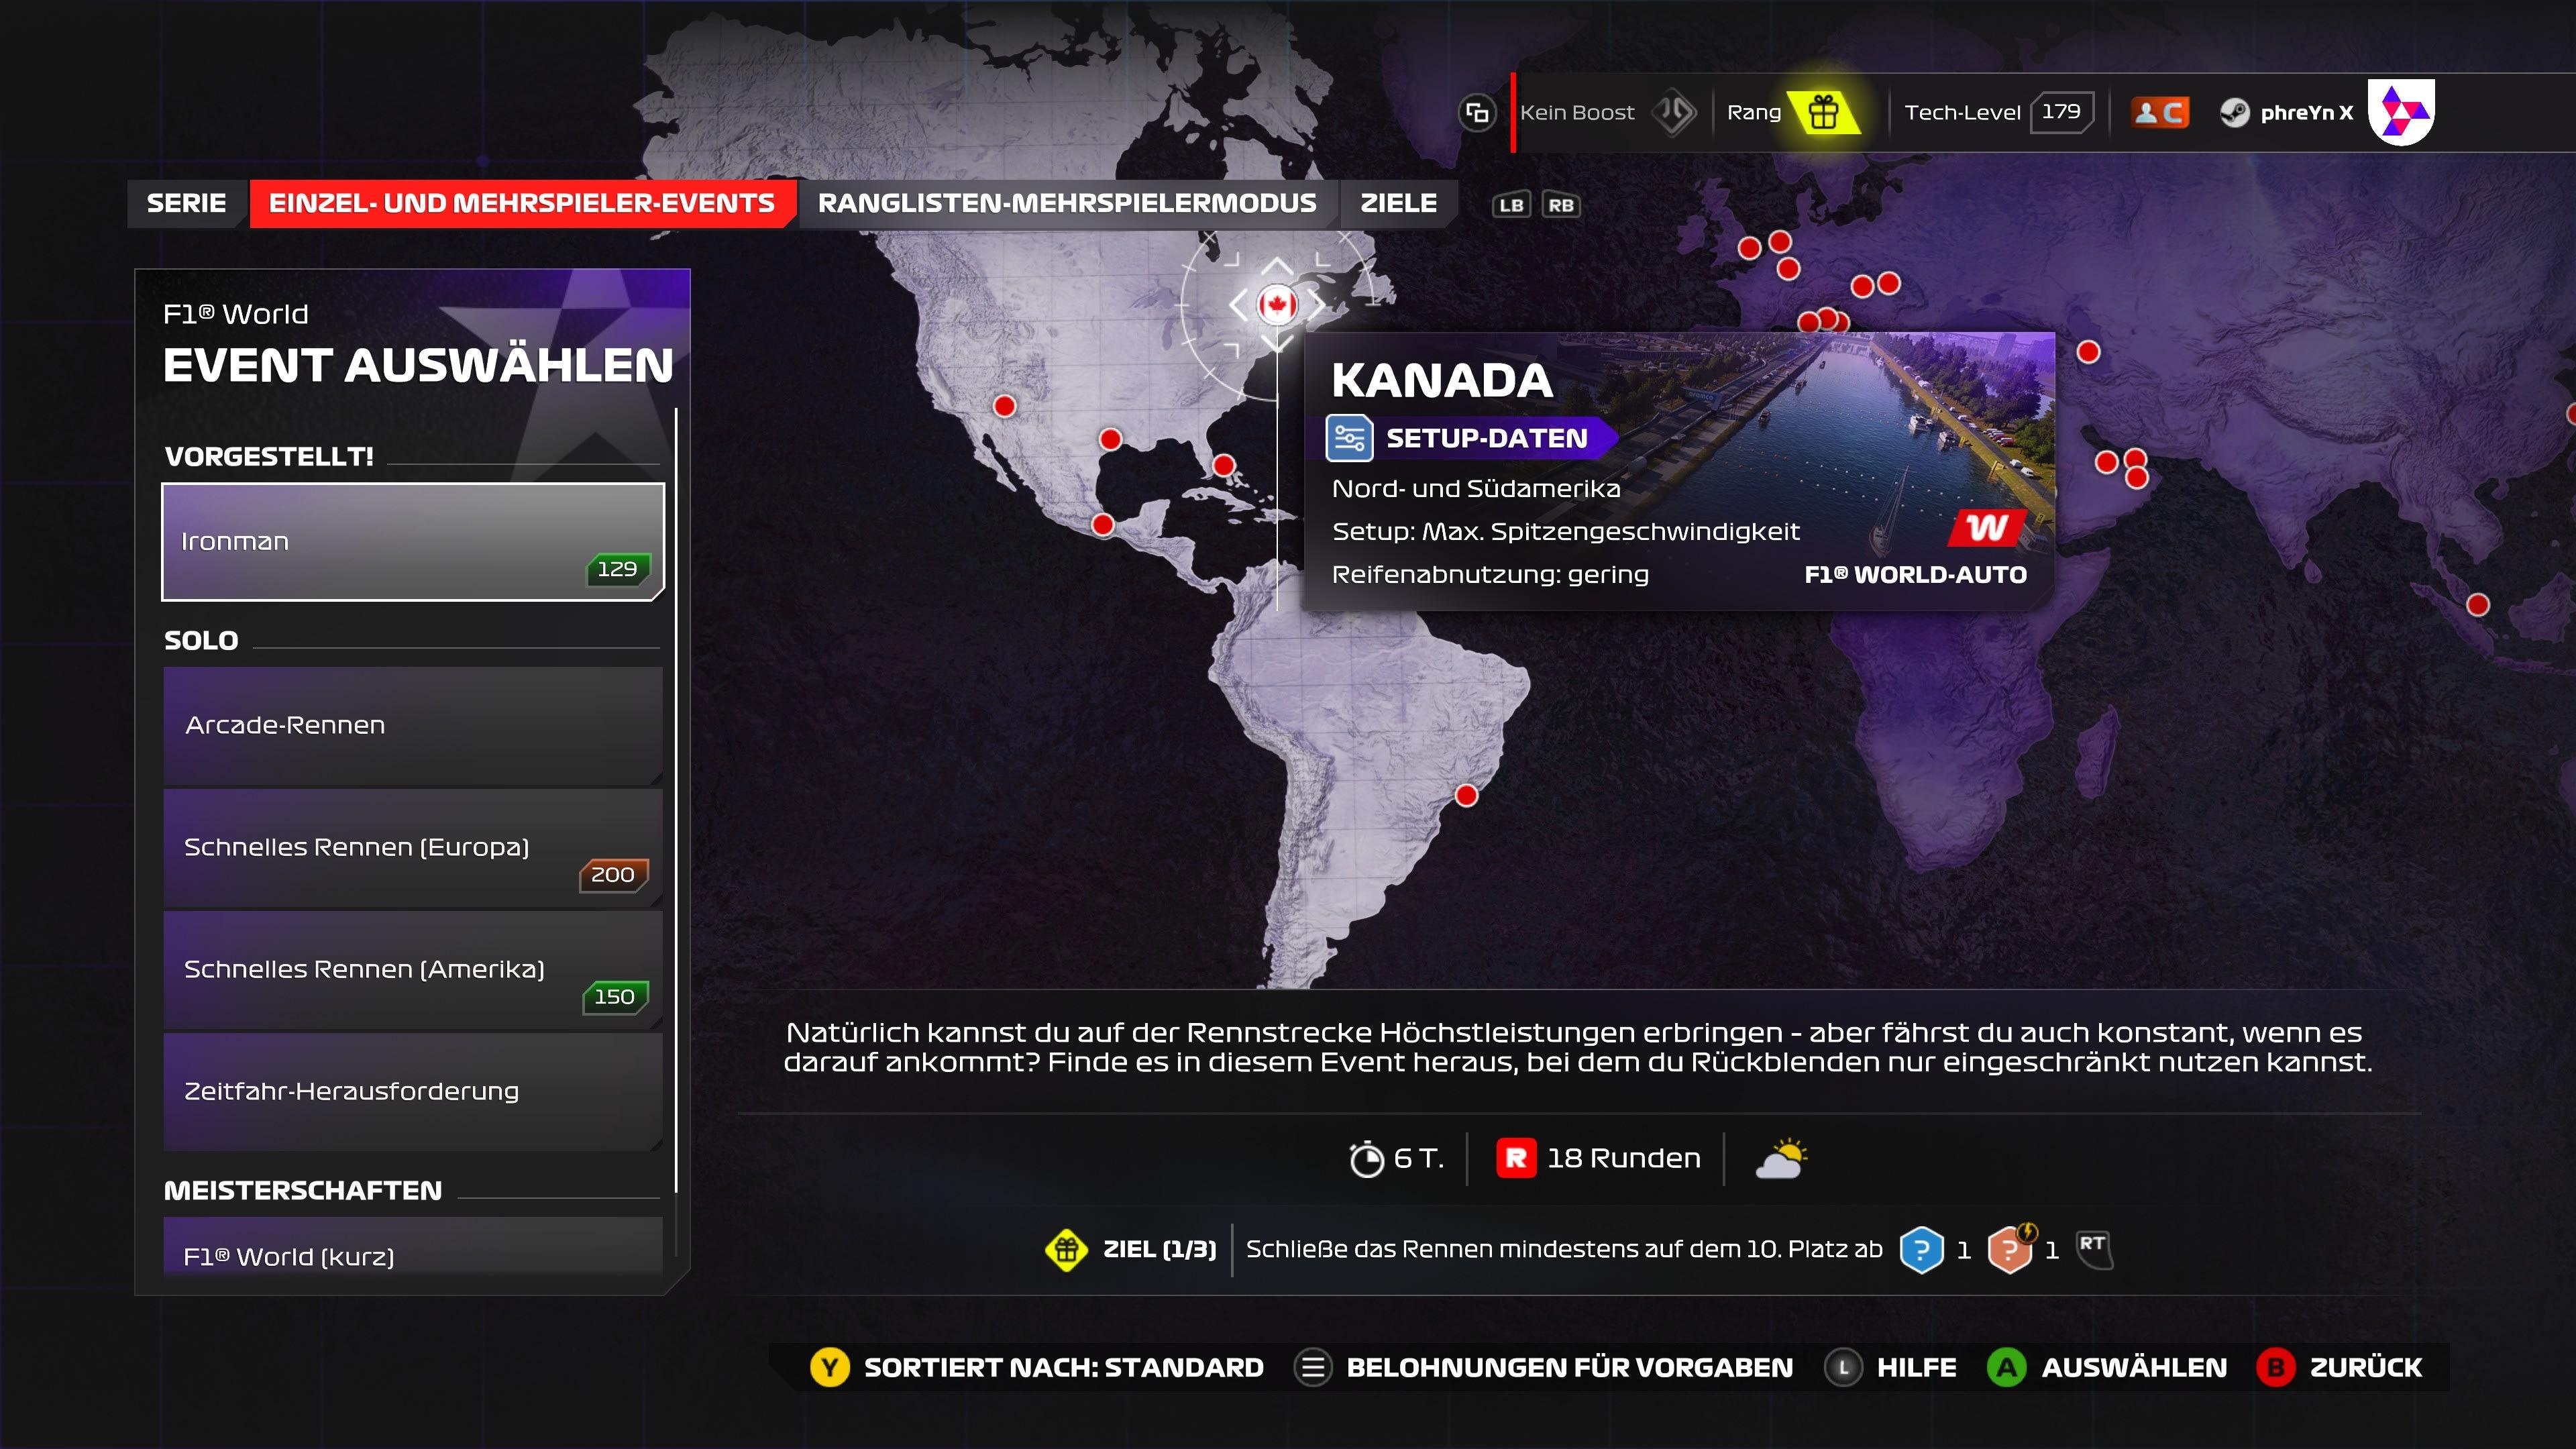 Kein Boost
Rang
Tech-Level 179
C
phreYn X
SERIE
EINZEL- UND MEHRSPIELER-EVENTS
RANGLISTEN-MEHRSPIELERMODUS
ZIELE
LB RB
F1® World
EVENT AUSWÄHLEN
VORGESTELLT!
Ironman
129
SOLO
Arcade-Rennen
Schnelles Rennen (Europa)
200
Schnelles Rennen (Amerika)
150
Zeitfahr-Herausforderung
MEISTERSCHAFTEN
F1® World (kurz)
KANADA
SETUP-DATEN
Nord- und Südamerika
Setup: Max. Spitzengeschwindigkeit
W
Reifenabnutzung: gering
F1® WORLD-AUTO
Natürlich kannst du auf der Rennstrecke Höchstleistungen erbringen - aber fährst du auch konstant, wenn es
darauf ankommt? Finde es in diesem Event heraus, bei dem du Rückblenden nur eingeschränkt nutzen kannst.
6 T.
R 18 Runden
ZIEL (1/3) Schließe das Rennen mindestens auf dem 10. Platz ab ? 1 ? 1 RT
Y SORTIERT NACH: STANDARD
BELOHNUNGEN FÜR VORGABEN
L HILFE
A AUSWÄHLEN
B ZURÜCK